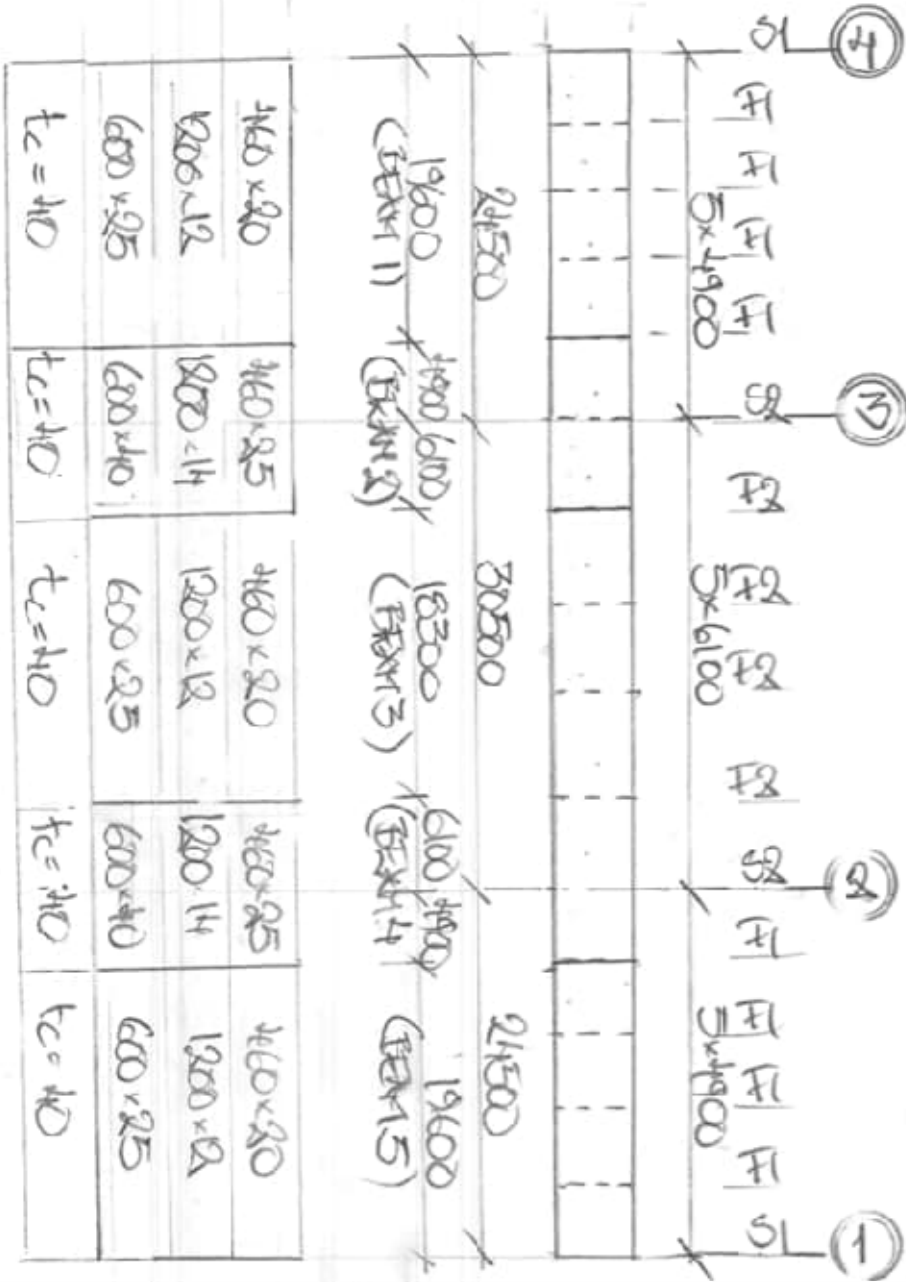 4 3 2 1
S1 F1 F1 F1 F1 S2 F2 F2 F2 F2 S2 F1 F1 F1 F1 S1
5x4900 5x6100 5x4900
24500 30500 24500
19600 4900 6100 18300 6100 4900 19600
(BEAM 1) (BEAM 2) (BEAM 3) (BEAM 4) (BEAM 5)
460x20 460x25 460x20 460x25 460x20
1200x12 1200x14 1200x12 1200x14 1200x12
600x25 600x40 600x25 600x40 600x25
tc=40 tc=40 tc=40 tc=40 tc=40